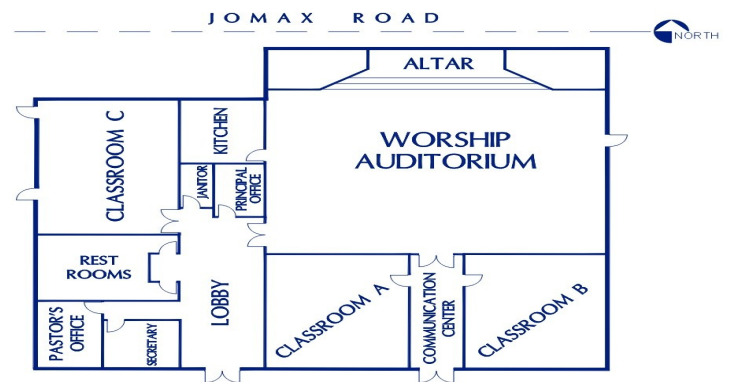 JOMAX ROAD
NORTH
ALTAR
WORSHIP
AUDITORIUM
CLASSROOM C
KITCHEN
JANITOR
PRINCIPAL
OFFICE
REST
ROOMS
LOBBY
PASTOR'S
OFFICE
SECRETARY
CLASSROOM A
COMMUNICATION
CENTER
CLASSROOM B